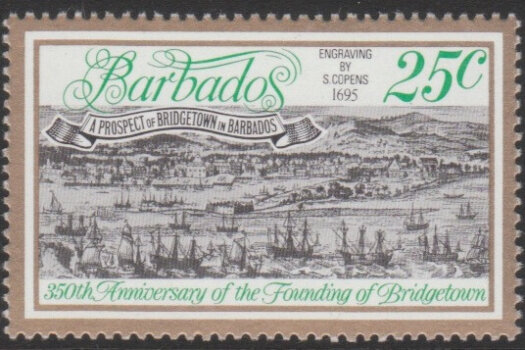 Barbados
ENGRAVING
BY
S.COPENS
1695
25c
A PROSPECT OF BRIDGETOWN IN BARBADOS
350th Anniversary of the Founding of Bridgetown